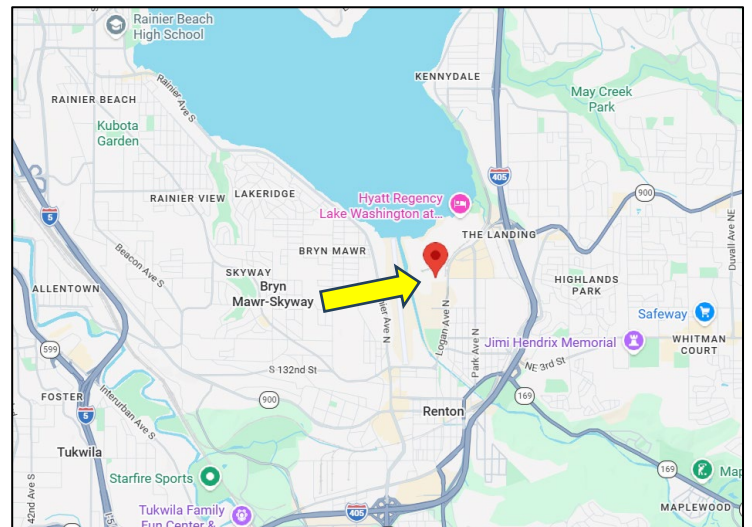 Rainier Beach
High School
KENNYDALE
Rainier Ave S
May Creek
Park
RAINIER BEACH
Kubota
Garden
405
900
RAINIER VIEW
LAKERIDGE
Hyatt Regency
Lake Washington at...
Duvall Ave NE
5
THE LANDING
BRYN MAWR
Beacon Ave S
SKYWAY
Bryn
Mawr-Skyway
ALLENTOWN
HIGHLANDS
PARK
Safeway
Logan Ave N
Park Ave N
Jimi Hendrix Memorial
WHITMAN
COURT
599
S 132nd St
NE 3rd St
900
169
FOSTER
5
Interurban Ave S
Renton
Tukwila
169
Starfire Sports
42nd Ave S
MAPLEWOOD
Tukwila Family
Fun Center &
405